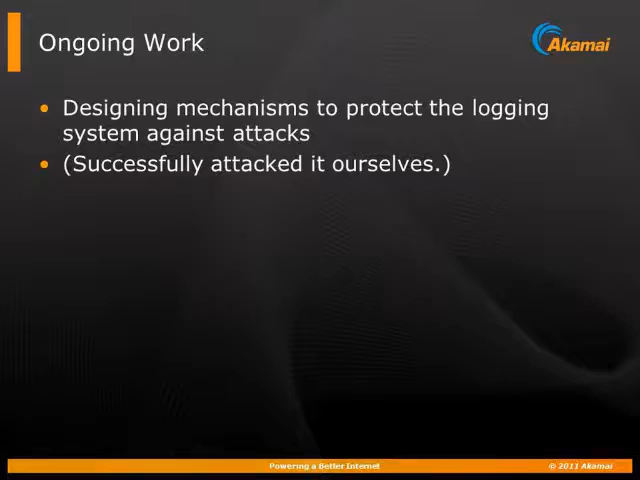 Ongoing Work
Akamai
• Designing mechanisms to protect the logging
system against attacks
• (Successfully attacked it ourselves.)
Powering a Better Internet
© 2011 Akamai